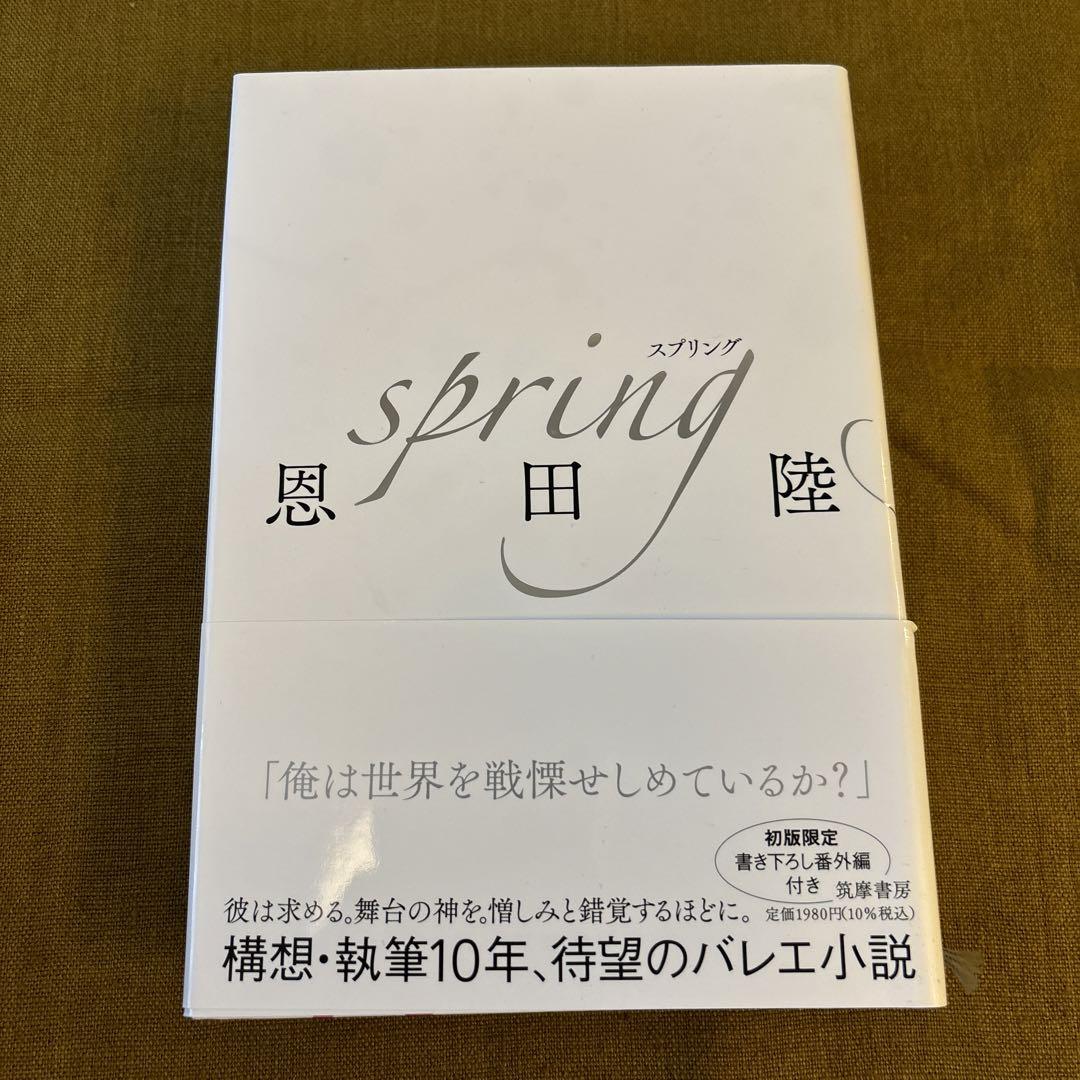 スプリング
spring
恩田陸
「俺は世界を戦慄せしめているか?」
初版限定
書き下ろし番外編
付き
筑摩書房
彼は求める。舞台の神を。憎しみと錯覚するほどに。
定価1980円(10%税込)
構想・執筆10年、待望のバレエ小説